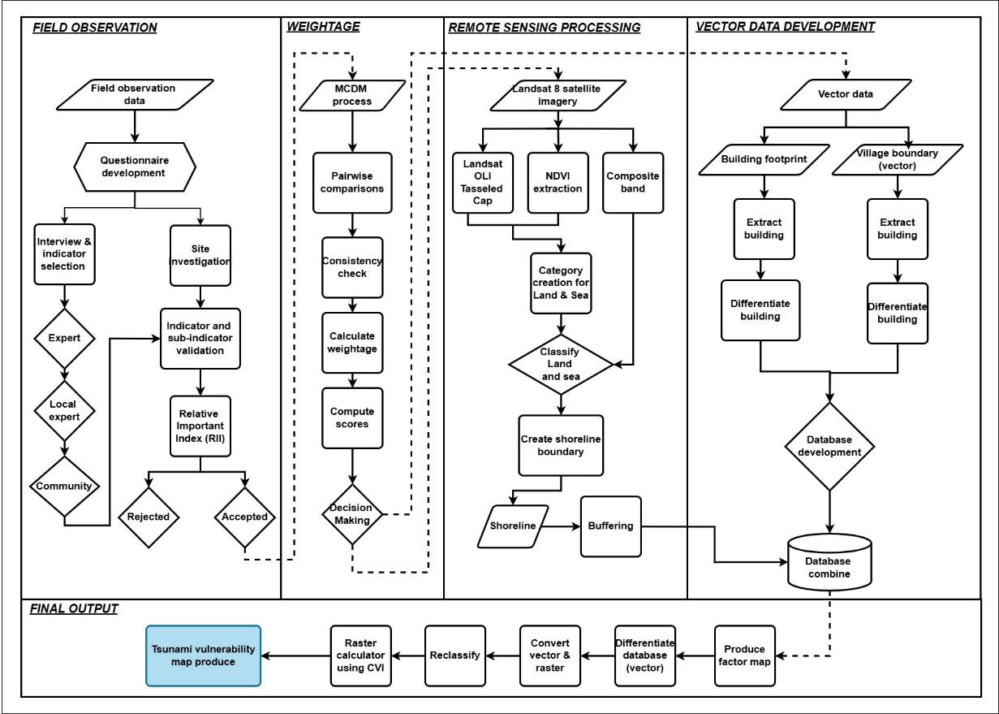 FIELD OBSERVATION
Field observation
data
Questionnaire
development
Interview &
indicator
selection
Site
investigation
Expert
Indicator and
sub-indicator
validation
Local
expert
Relative
Important
Index (RII)
Community
Rejected
Accepted
WEIGHTAGE
MCDM
process
Pairwise
comparisons
Consistency
check
Calculate
weightage
Compute
scores
Decision
Making
REMOTE SENSING PROCESSING
Landsat 8 satellite
imagery
Landsat
OLI
Tasseled
Cap
NDVI
extraction
Composite
band
Category
creation for
Land & Sea
Classify
Land
and sea
Create shoreline
boundary
Shoreline
Buffering
VECTOR DATA DEVELOPMENT
Vector data
Building footprint
Village boundary
(vector)
Extract
building
Extract
building
Differentiate
building
Differentiate
building
Database
development
Database
combine
FINAL OUTPUT
Tsunami vulnerability
map produce
Raster
calculator
using CVI
Reclassify
Convert
vector &
raster
Differentiate
database
(vector)
Produce
factor map